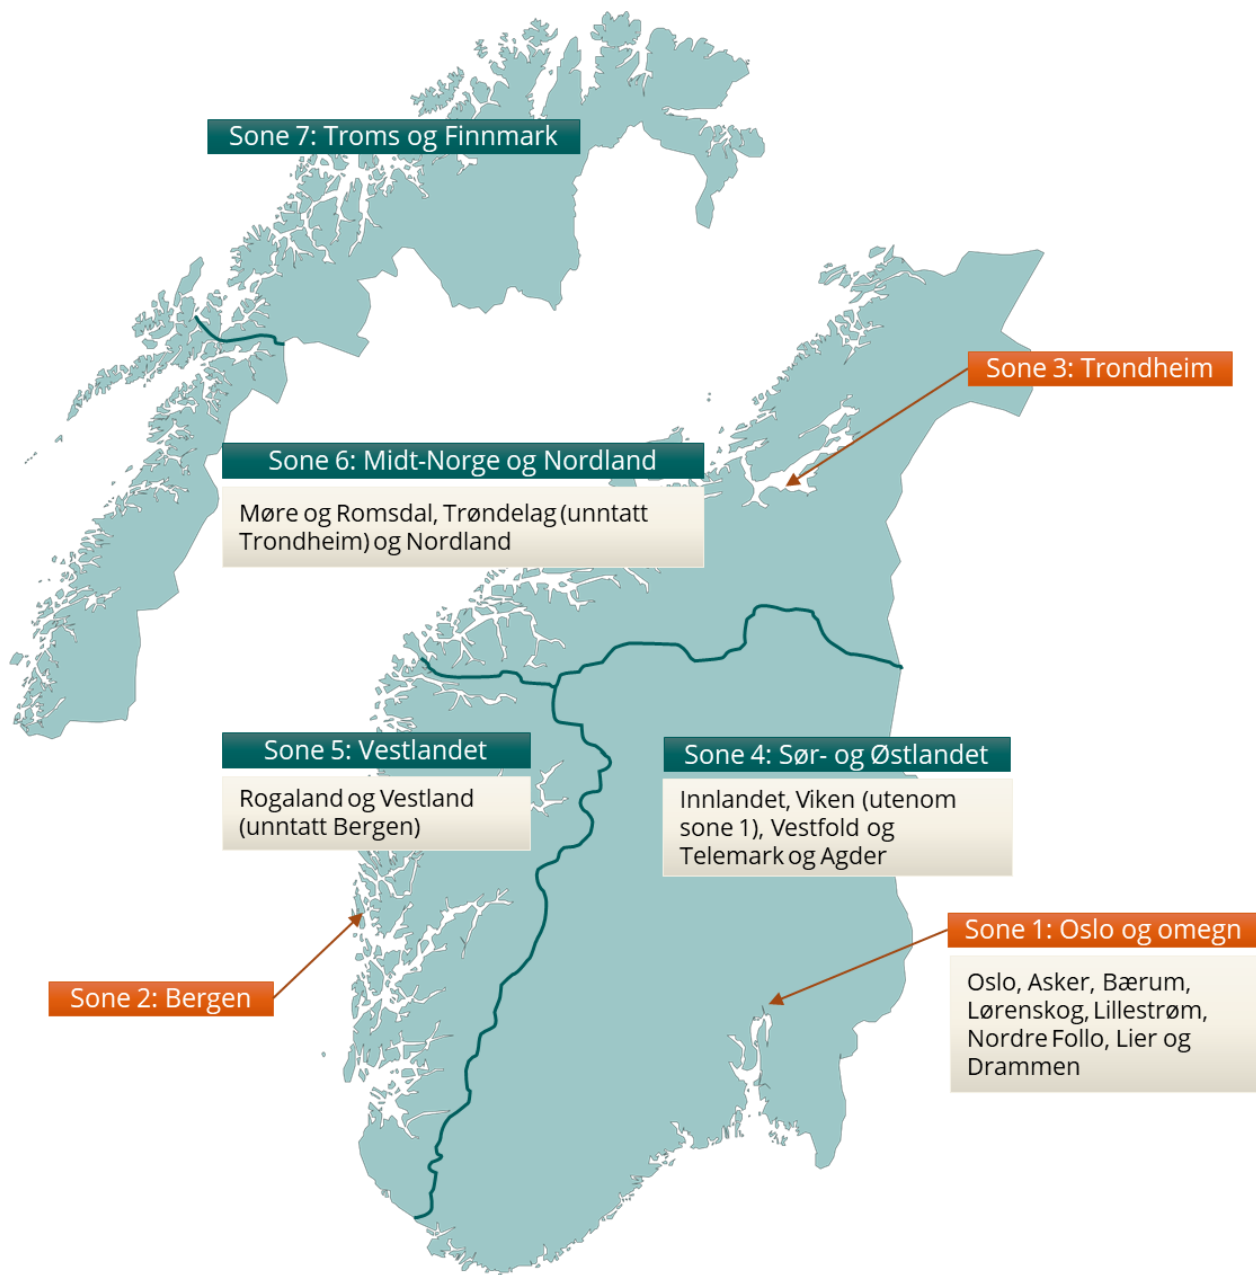 Sone 7: Troms og Finnmark
Sone 3: Trondheim
Sone 6: Midt-Norge og Nordland
Møre og Romsdal, Trøndelag (unntatt
Trondheim) og Nordland
Sone 5: Vestlandet
Rogaland og Vestland
(unntatt Bergen)
Sone 4: Sør- og Østlandet
Innlandet, Viken (utenom
sone 1), Vestfold og
Telemark og Agder
Sone 2: Bergen
Sone 1: Oslo og omegn
Oslo, Asker, Bærum,
Lørenskog, Lillestrøm,
Nordre Follo, Lier og
Drammen